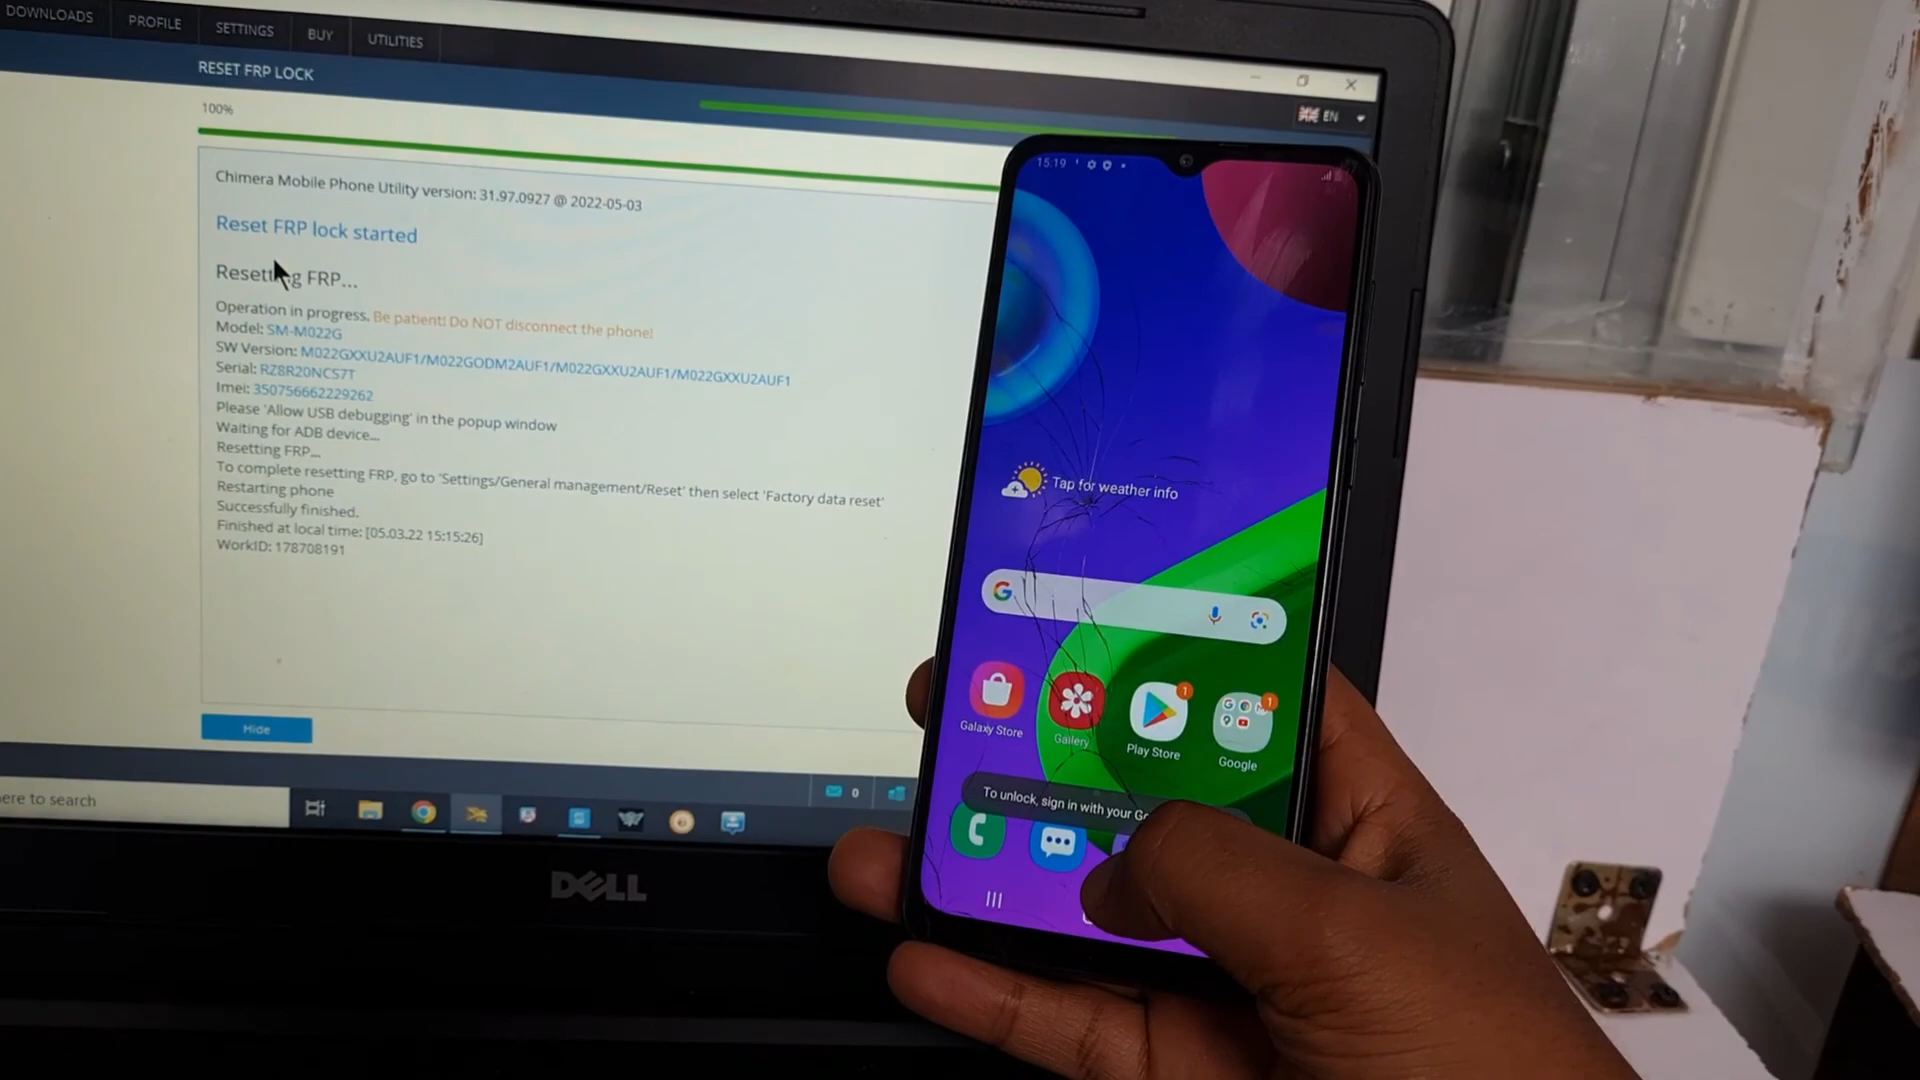 DOWNLOADS
PROFILE
SETTINGS
BUY
UTILITIES
RESET FRP LOCK
EN
100%
Chimera Mobile Phone Utility version: 31.97.0927 @ 2022-05-03
Reset FRP lock started
Resetting FRP...
Operation in progress. Be patient! Do NOT disconnect the phone!
Model: SM-M022G
SW Version: M022GXXU2AUF1/M022GODM2AUF1/M022GXXU2AUF1/M022GXXU2AUF1
Serial: RZ8R20NCS7T
Imei: 350756662229262
Please 'Allow USB debugging' in the popup window
Waiting for ADB device...
Resetting FRP...
To complete resetting FRP, go to 'Settings/General management/Reset' then select 'Factory data reset'
Restarting phone
Successfully finished.
Finished at local time: [05.03.22 15:15:26]
WorkID: 178708191
Hide
0
ere to search
DELL
15:19
Tap for weather info
G
1
1
Galaxy Store
Gallery
Play Store
Google
To unlock, sign in with your Go